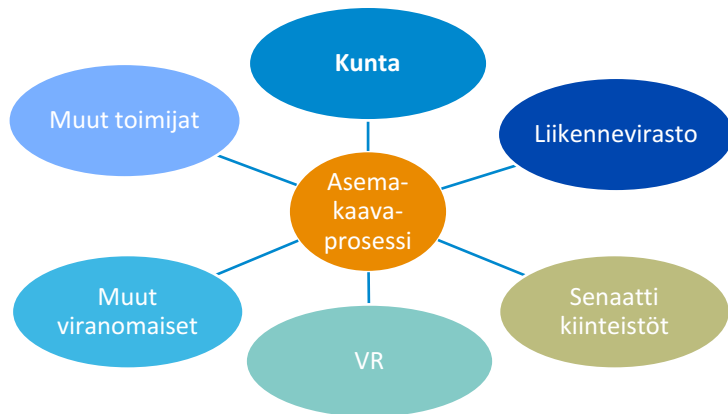 Kunta
Muut toimijat
Liikennevirasto
Asema-
kaava-
prosessi
Muut
viranomaiset
Senaatti
kiinteistöt
VR